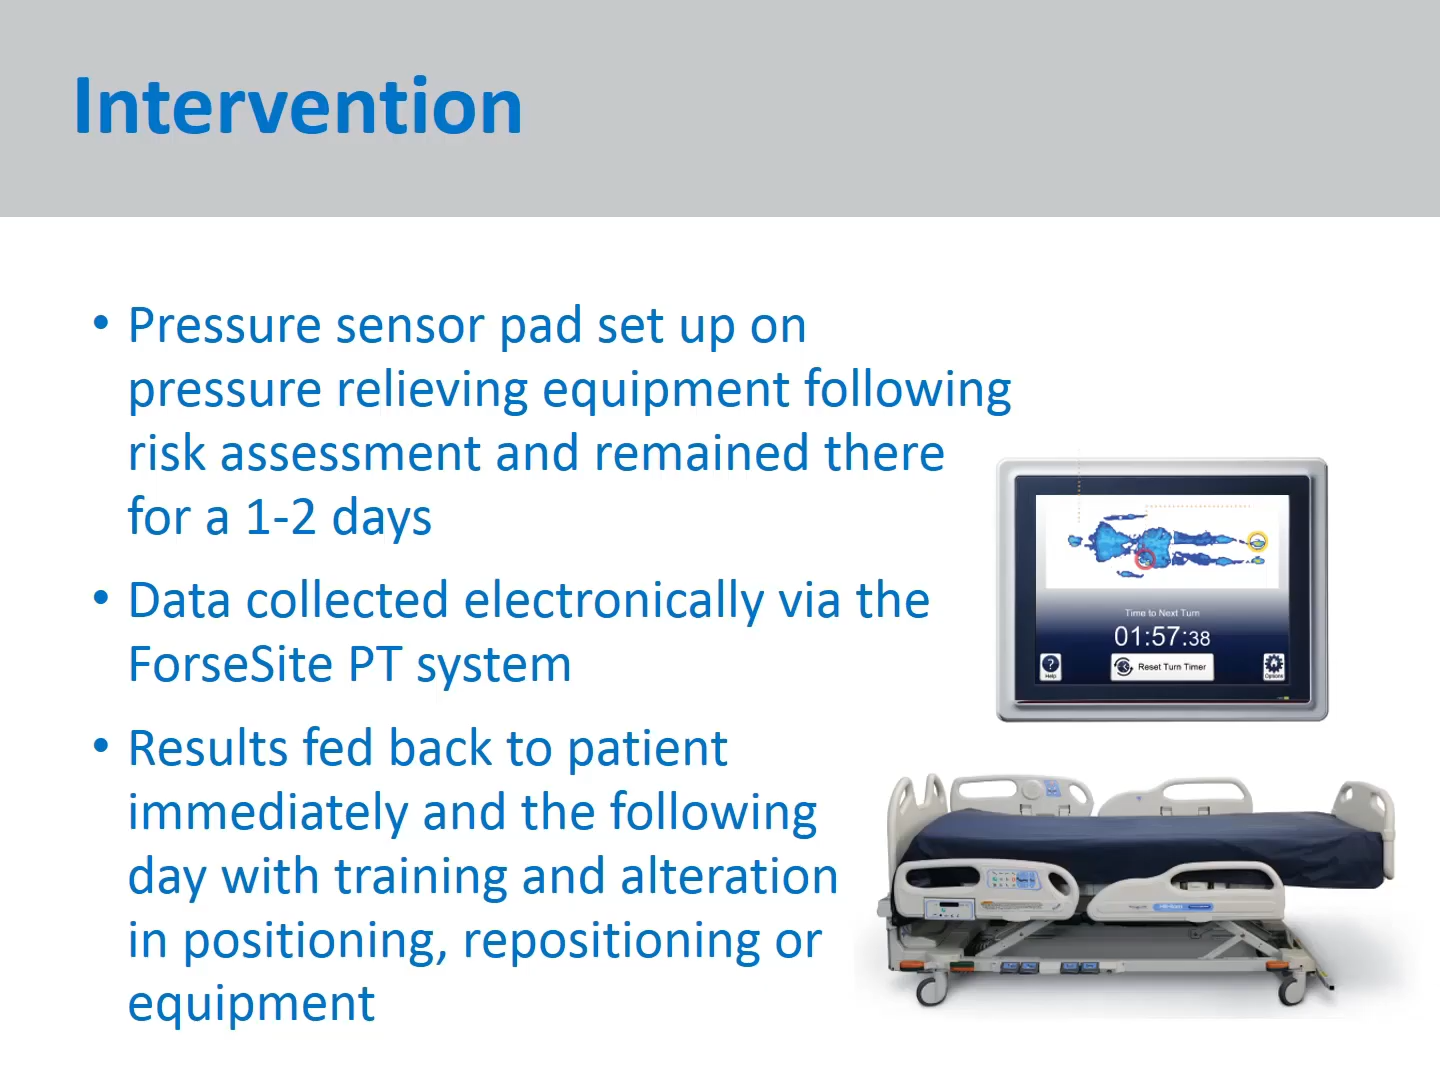 Intervention
• Pressure sensor pad set up on
pressure relieving equipment following
risk assessment and remained there
for a 1-2 days
• Data collected electronically via the
ForseSite PT system
• Results fed back to patient
immediately and the following
day with training and alteration
in positioning, repositioning or
equipment
Time to Next Turn
01:57:38
Reset Turn Timer
?
Help
Options